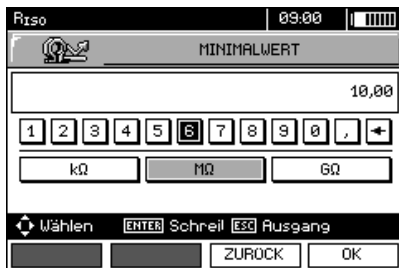 RISO 09:00
MINIMALWERT
10,00
1 2 3 4 5 6 7 8 9 0 , ←
kΩ MΩ GΩ
Wählen ENTER Schreil ESC Ausgang
ZURÜCK OK